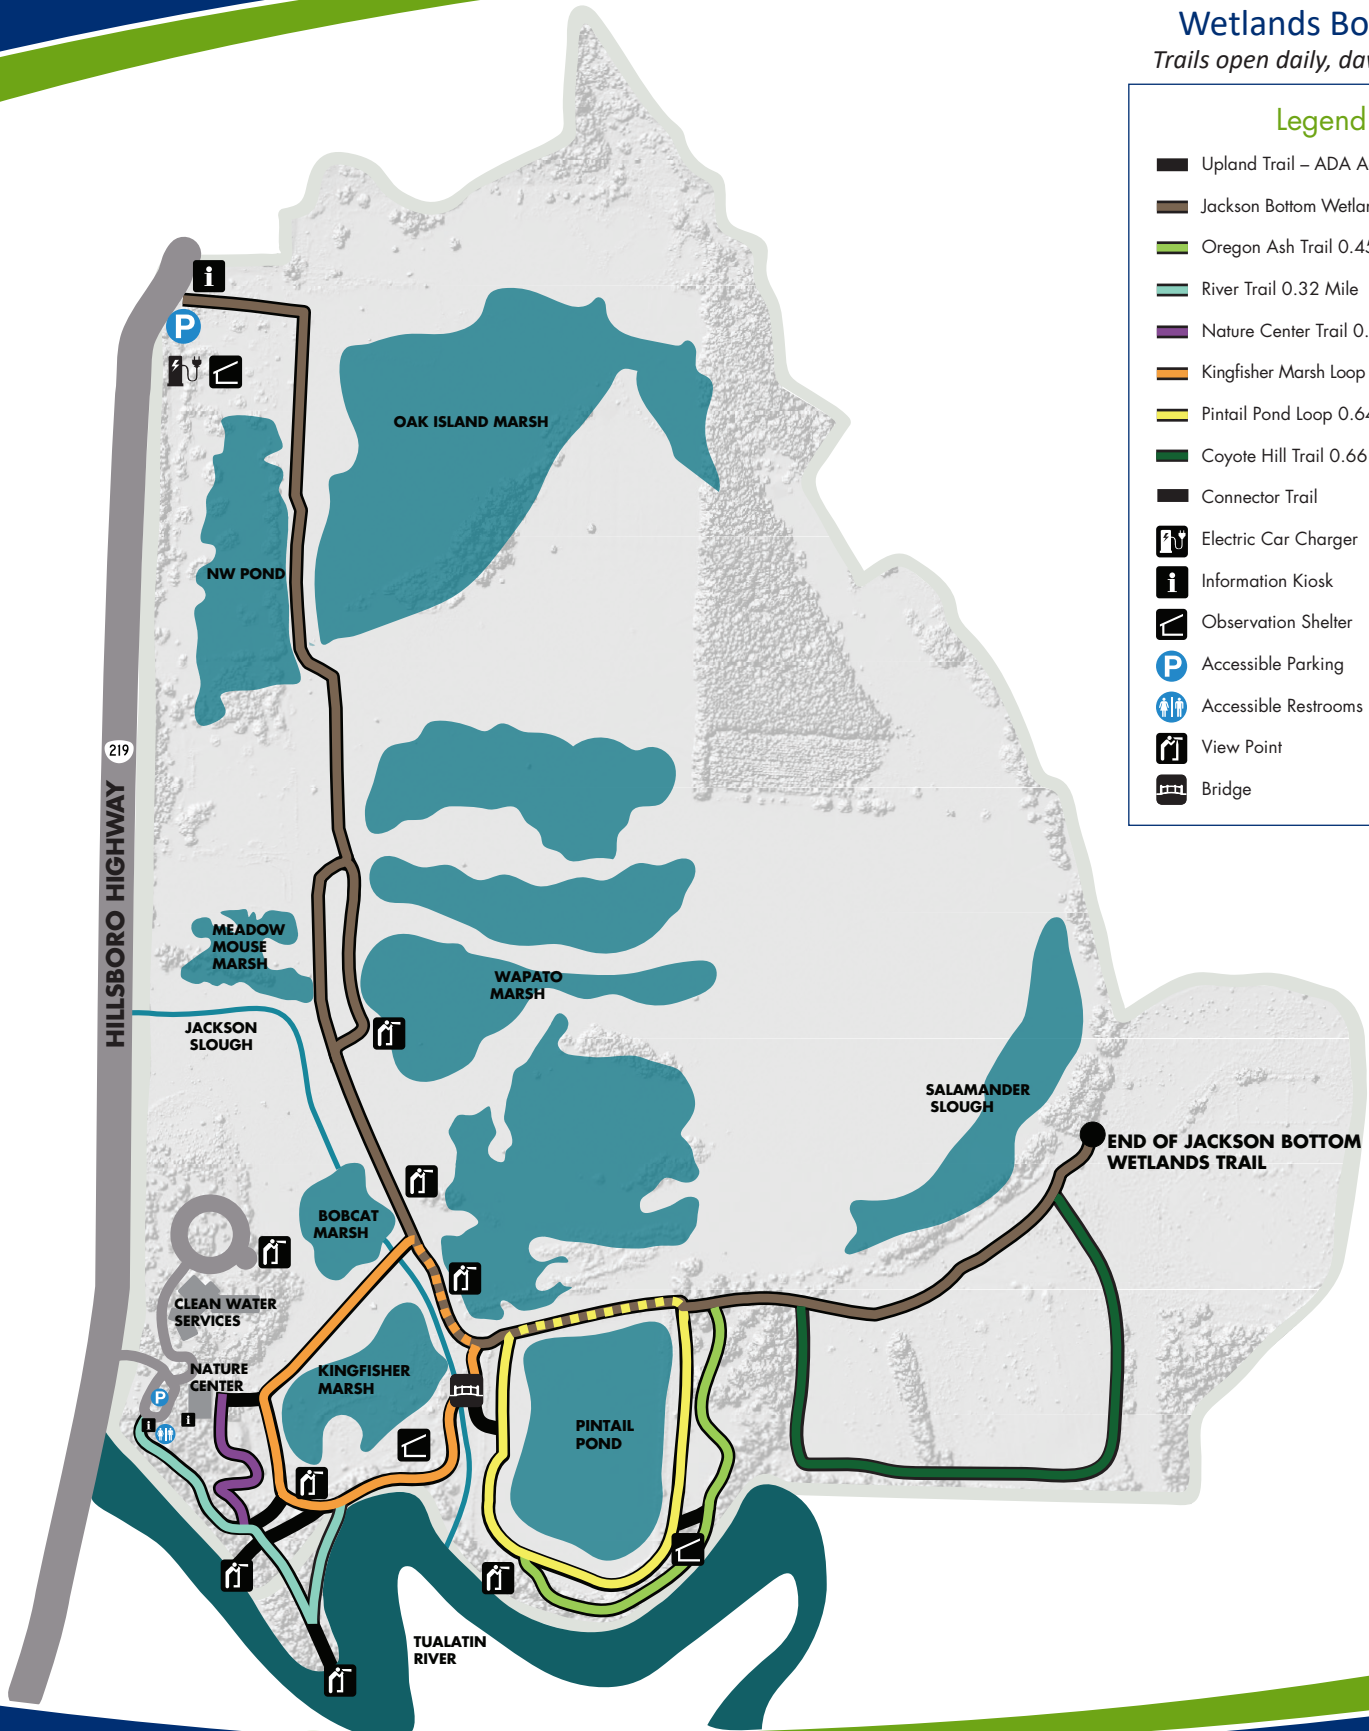 Wetlands Bo
Trails open daily, da
Legend
Upland Trail – ADA A
Jackson Bottom Wetla
Oregon Ash Trail 0.45
River Trail 0.32 Mile
Nature Center Trail 0.
Kingfisher Marsh Loop
Pintail Pond Loop 0.64
Coyote Hill Trail 0.66
Connector Trail
Electric Car Charger
i Information Kiosk
Observation Shelter
P Accessible Parking
Accessible Restrooms
View Point
Bridge
i
P
OAK ISLAND MARSH
NW POND
219
HILLSBORO HIGHWAY
MEADOW
MOUSE
MARSH
WAPATO
MARSH
JACKSON
SLOUGH
SALAMANDER
SLOUGH
END OF JACKSON BOTTOM
WETLANDS TRAIL
BOBCAT
MARSH
CLEAN WATER
SERVICES
NATURE
CENTER
KINGFISHER
MARSH
P
i
i
PINTAIL
POND
TUALATIN
RIVER